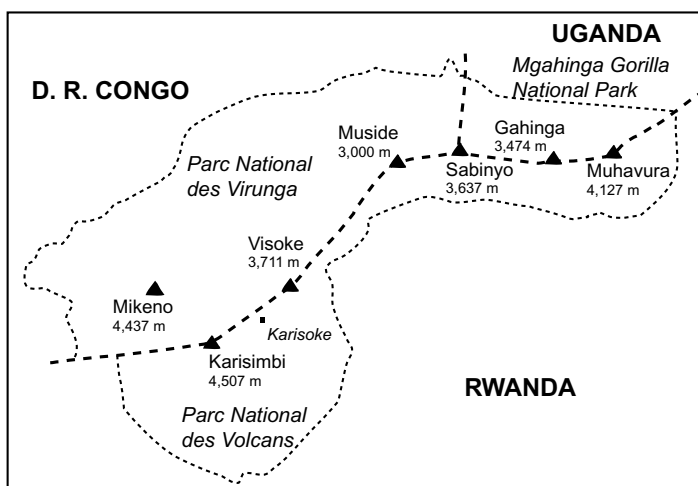 UGANDA
Mgahinga Gorilla
National Park
D. R. CONGO
Muside
3,000 m
Gahinga
3,474 m
Parc National
des Virunga
Sabinyo
3,637 m
Muhavura
4,127 m
Visoke
3,711 m
Mikeno
4,437 m
Karisoke
Karisimbi
4,507 m
RWANDA
Parc National
des Volcans